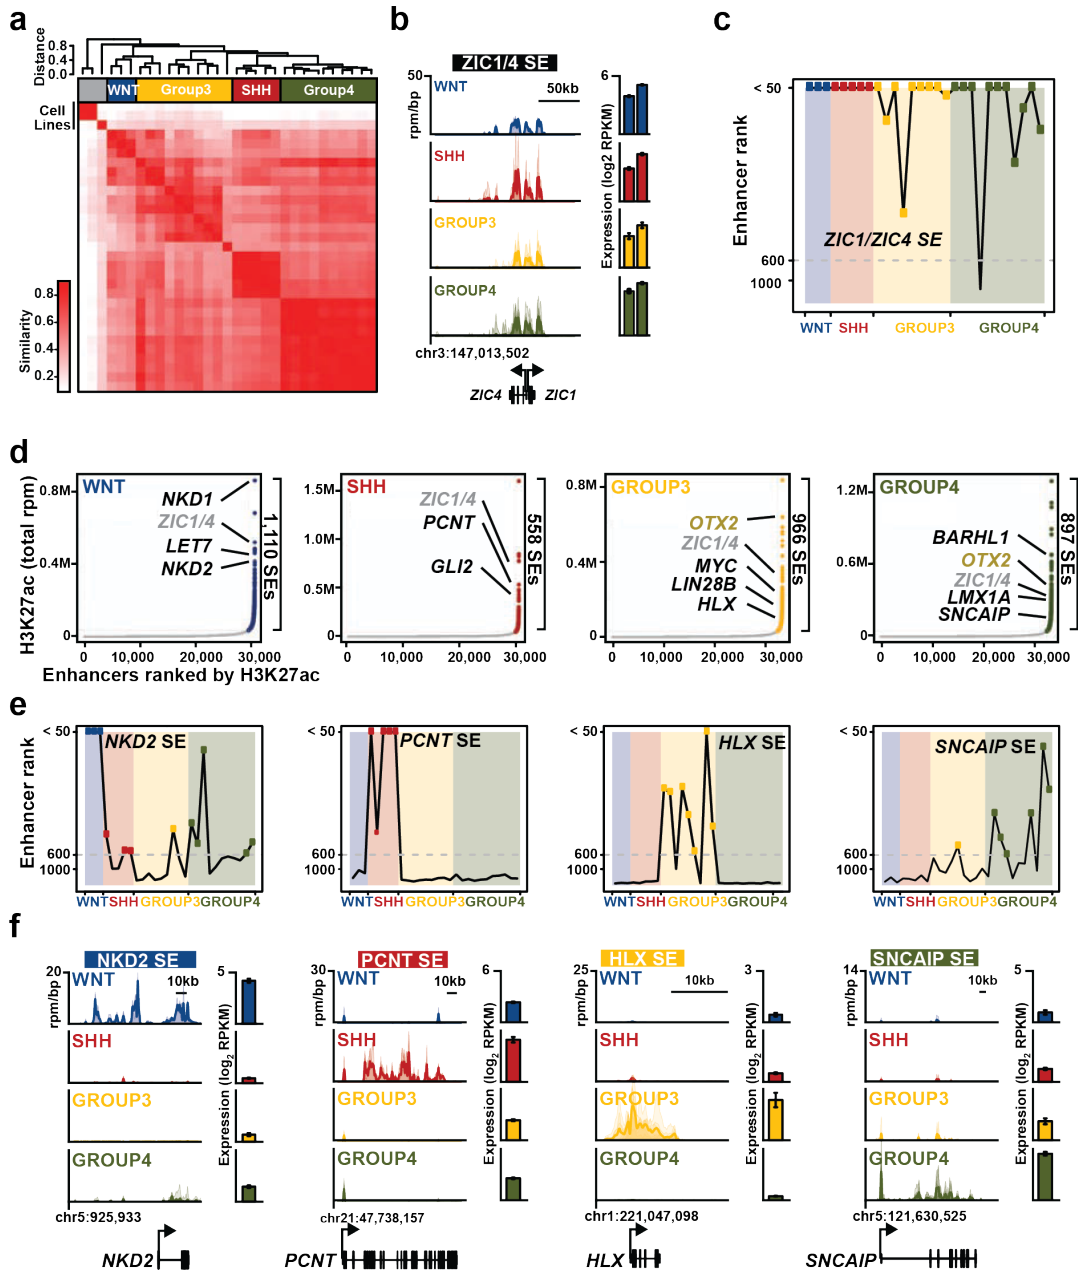 a
Distance
0.8
0.4
0.0
WNT
Group3
SHH
Group4
Cell
Lines
Similarity
0.8
0.6
0.4
0.2
b
ZIC1/4 SE
50
rpm/bp
WNT
50kb
SHH
GROUP3
GROUP4
6
Expression (log2 RPKM)
chr3:147,013,502
ZIC4
ZIC1
c
Enhancer rank
< 50
600
1000
ZIC1/ZIC4 SE
WNT
SHH
GROUP3
GROUP4
d
H3K27ac (total rpm)
0.8M
0.4M
0
WNT
NKD1
ZIC1/4
LET7
NKD2
1,110 SEs
0
10,000
20,000
30,000
Enhancers ranked by H3K27ac
1.5M
1.0M
0.5M
0
SHH
ZIC1/4
PCNT
GLI2
558 SEs
0
10,000
20,000
30,000
0.8M
0.4M
0
GROUP3
OTX2
ZIC1/4
MYC
LIN28B
HLX
966 SEs
0
10,000
20,000
30,000
1.2M
0.6M
0
GROUP4
BARHL1
OTX2
ZIC1/4
LMX1A
SNCAIP
897 SEs
0
10,000
20,000
30,000
e
Enhancer rank
< 50
600
1000
NKD2 SE
WNT
SHH
GROUP3
GROUP4
< 50
600
1000
PCNT SE
WNT
SHH
GROUP3
GROUP4
< 50
600
1000
HLX SE
WNT
SHH
GROUP3
GROUP4
< 50
600
1000
SNCAIP SE
WNT
SHH
GROUP3
GROUP4
f
NKD2 SE
20
rpm/bp
WNT
10kb
SHH
GROUP3
GROUP4
5
Expression (log2 RPKM)
chr5:925,933
NKD2
PCNT SE
30
rpm/bp
WNT
10kb
SHH
GROUP3
GROUP4
6
Expression (log2 RPKM)
chr21:47,738,157
PCNT
HLX SE
25
rpm/bp
WNT
10kb
SHH
GROUP3
GROUP4
3
Expression (log2 RPKM)
chr1:221,047,098
HLX
SNCAIP SE
14
rpm/bp
WNT
10kb
SHH
GROUP3
GROUP4
5
Expression (log2 RPKM)
chr5:121,630,525
SNCAIP